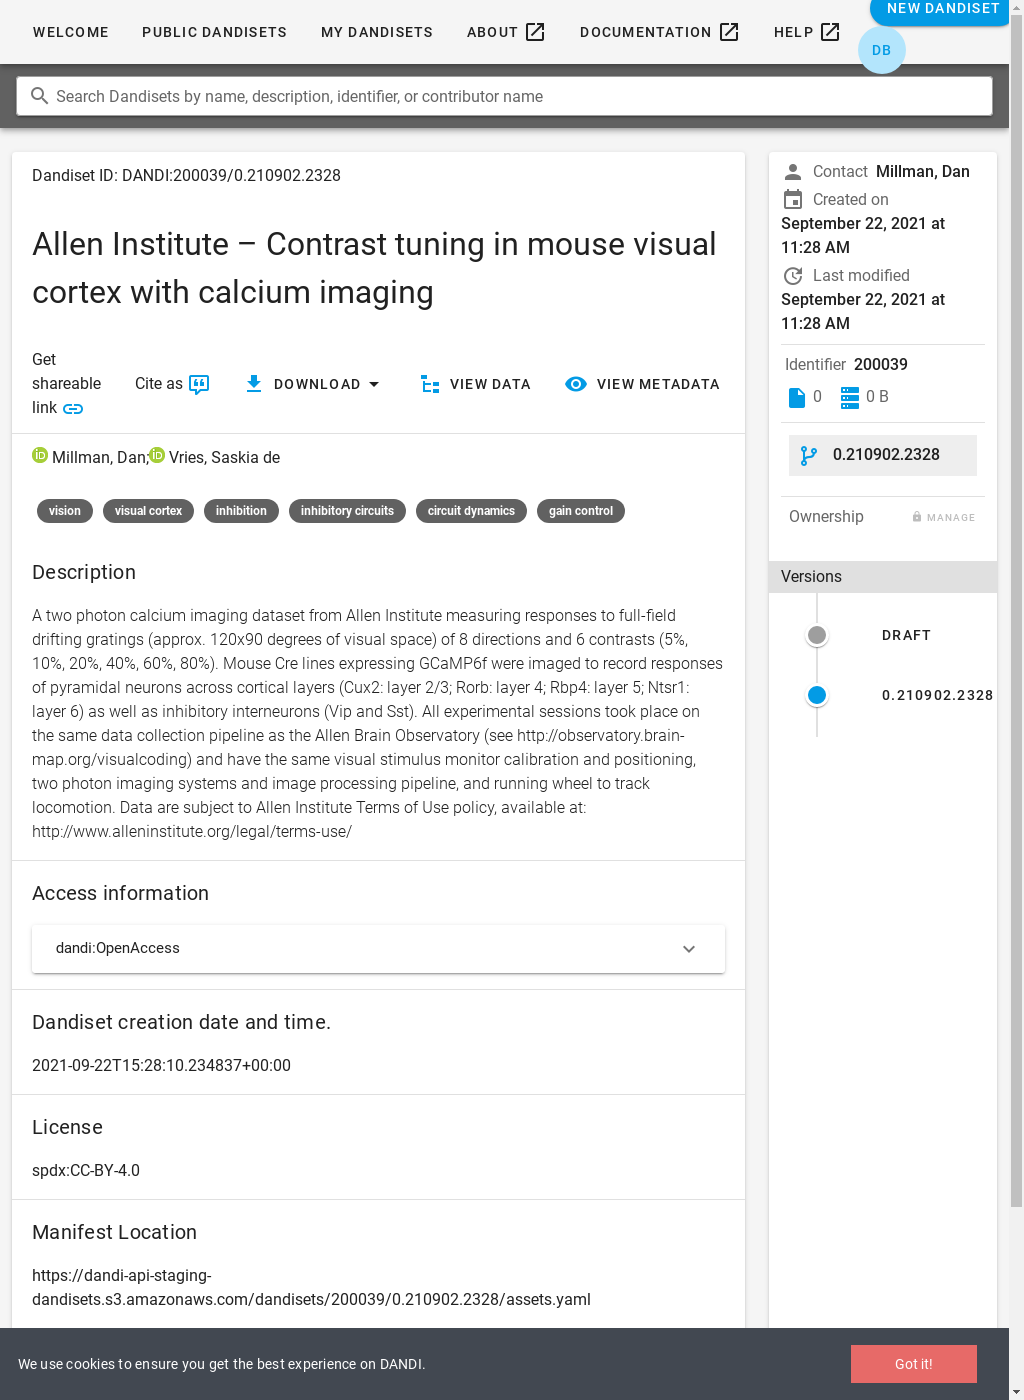 WELCOME PUBLIC DANDISETS MY DANDISETS ABOUT DOCUMENTATION HELP NEW DANDISET
DB
Search Dandisets by name, description, identifier, or contributor name
Dandiset ID: DANDI:200039/0.210902.2328
Allen Institute – Contrast tuning in mouse visual
cortex with calcium imaging
Get
shareable
link
Cite as
DOWNLOAD
VIEW DATA
VIEW METADATA
Millman, Dan; Vries, Saskia de
vision visual cortex inhibition inhibitory circuits circuit dynamics gain control
Description
A two photon calcium imaging dataset from Allen Institute measuring responses to full-field
drifting gratings (approx. 120x90 degrees of visual space) of 8 directions and 6 contrasts (5%,
10%, 20%, 40%, 60%, 80%). Mouse Cre lines expressing GCaMP6f were imaged to record responses
of pyramidal neurons across cortical layers (Cux2: layer 2/3; Rorb: layer 4; Rbp4: layer 5; Ntsr1:
layer 6) as well as inhibitory interneurons (Vip and Sst). All experimental sessions took place on
the same data collection pipeline as the Allen Brain Observatory (see http://observatory.brain-
map.org/visualcoding) and have the same visual stimulus monitor calibration and positioning,
two photon imaging systems and image processing pipeline, and running wheel to track
locomotion. Data are subject to Allen Institute Terms of Use policy, available at:
http://www.alleninstitute.org/legal/terms-use/
Access information
dandi:OpenAccess
Dandiset creation date and time.
2021-09-22T15:28:10.234837+00:00
License
spdx:CC-BY-4.0
Manifest Location
https://dandi-api-staging-
dandisets.s3.amazonaws.com/dandisets/200039/0.210902.2328/assets.yaml
Contact Millman, Dan
Created on
September 22, 2021 at
11:28 AM
Last modified
September 22, 2021 at
11:28 AM
Identifier 200039
0 0 B
0.210902.2328
Ownership MANAGE
Versions
DRAFT
0.210902.2328
We use cookies to ensure you get the best experience on DANDI.
Got it!